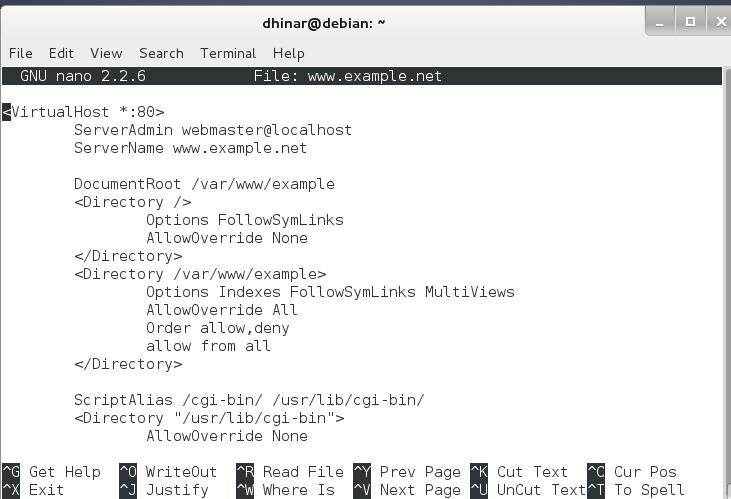 dhinar@debian: ~
File Edit View Search Terminal Help
GNU nano 2.2.6 File: www.example.net
<VirtualHost *:80>
ServerAdmin webmaster@localhost
ServerName www.example.net
DocumentRoot /var/www/example
<Directory />
Options FollowSymLinks
AllowOverride None
</Directory>
<Directory /var/www/example>
Options Indexes FollowSymLinks MultiViews
AllowOverride All
Order allow,deny
allow from all
</Directory>
ScriptAlias /cgi-bin/ /usr/lib/cgi-bin/
<Directory "/usr/lib/cgi-bin">
AllowOverride None
^G Get Help ^O WriteOut ^R Read File ^Y Prev Page ^K Cut Text ^C Cur Pos
^X Exit ^J Justify ^W Where Is ^V Next Page ^U UnCut Text ^T To Spell